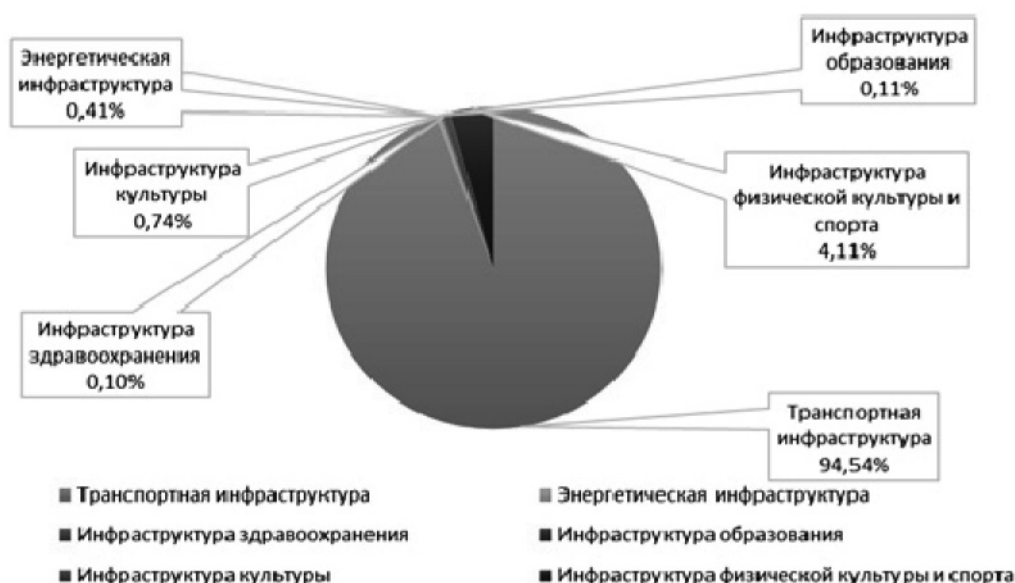 Энергетическая
инфраструктура
0,41%
Инфраструктура
образования
0,11%
Инфраструктура
культуры
0,74%
Инфраструктура
физической культуры и
спорта
4,11%
Инфраструктура
здравоохранения
0,10%
Транспортная
инфраструктура
94,54%
Транспортная инфраструктура
Энергетическая инфраструктура
Инфраструктура здравоохранения
Инфраструктура образования
Инфраструктура культуры
Инфраструктура физической культуры и спорта